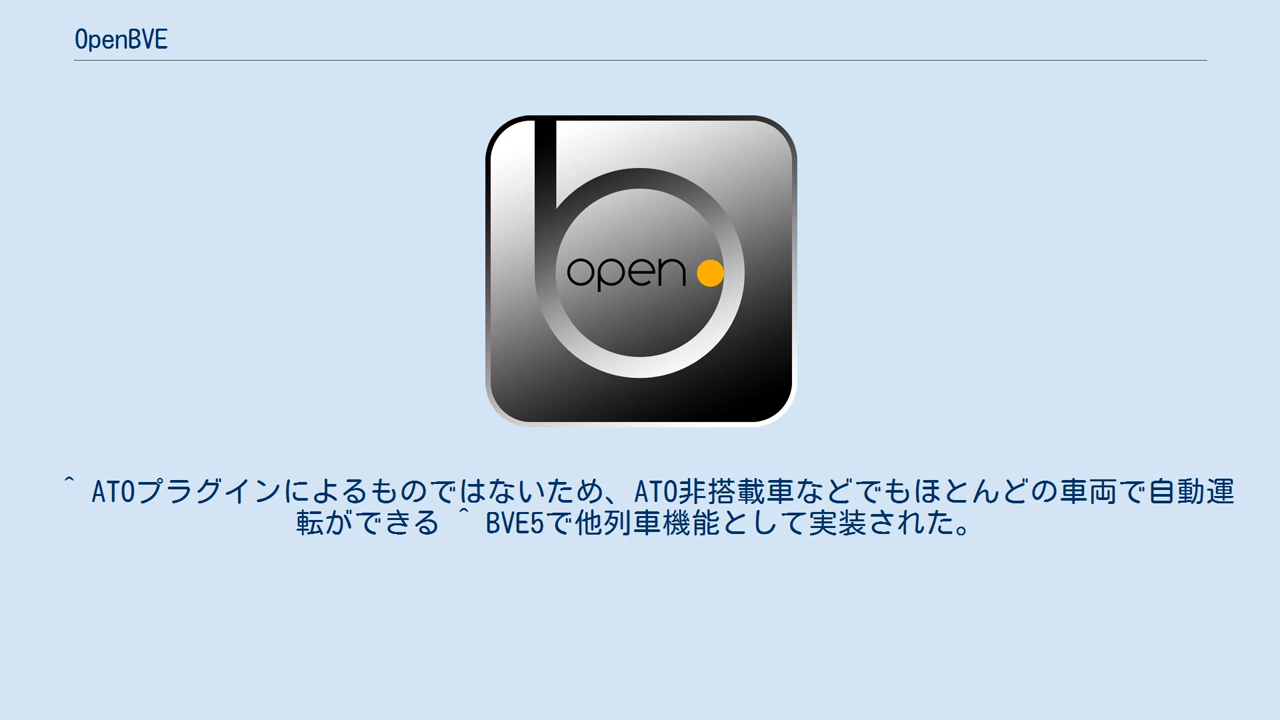 OpenBVE
open
^ ATOプラグインによるものではないため、ATO非搭載車などでもほとんどの車両で自動運
転ができる ^ BVE5で他列車機能として実装された。